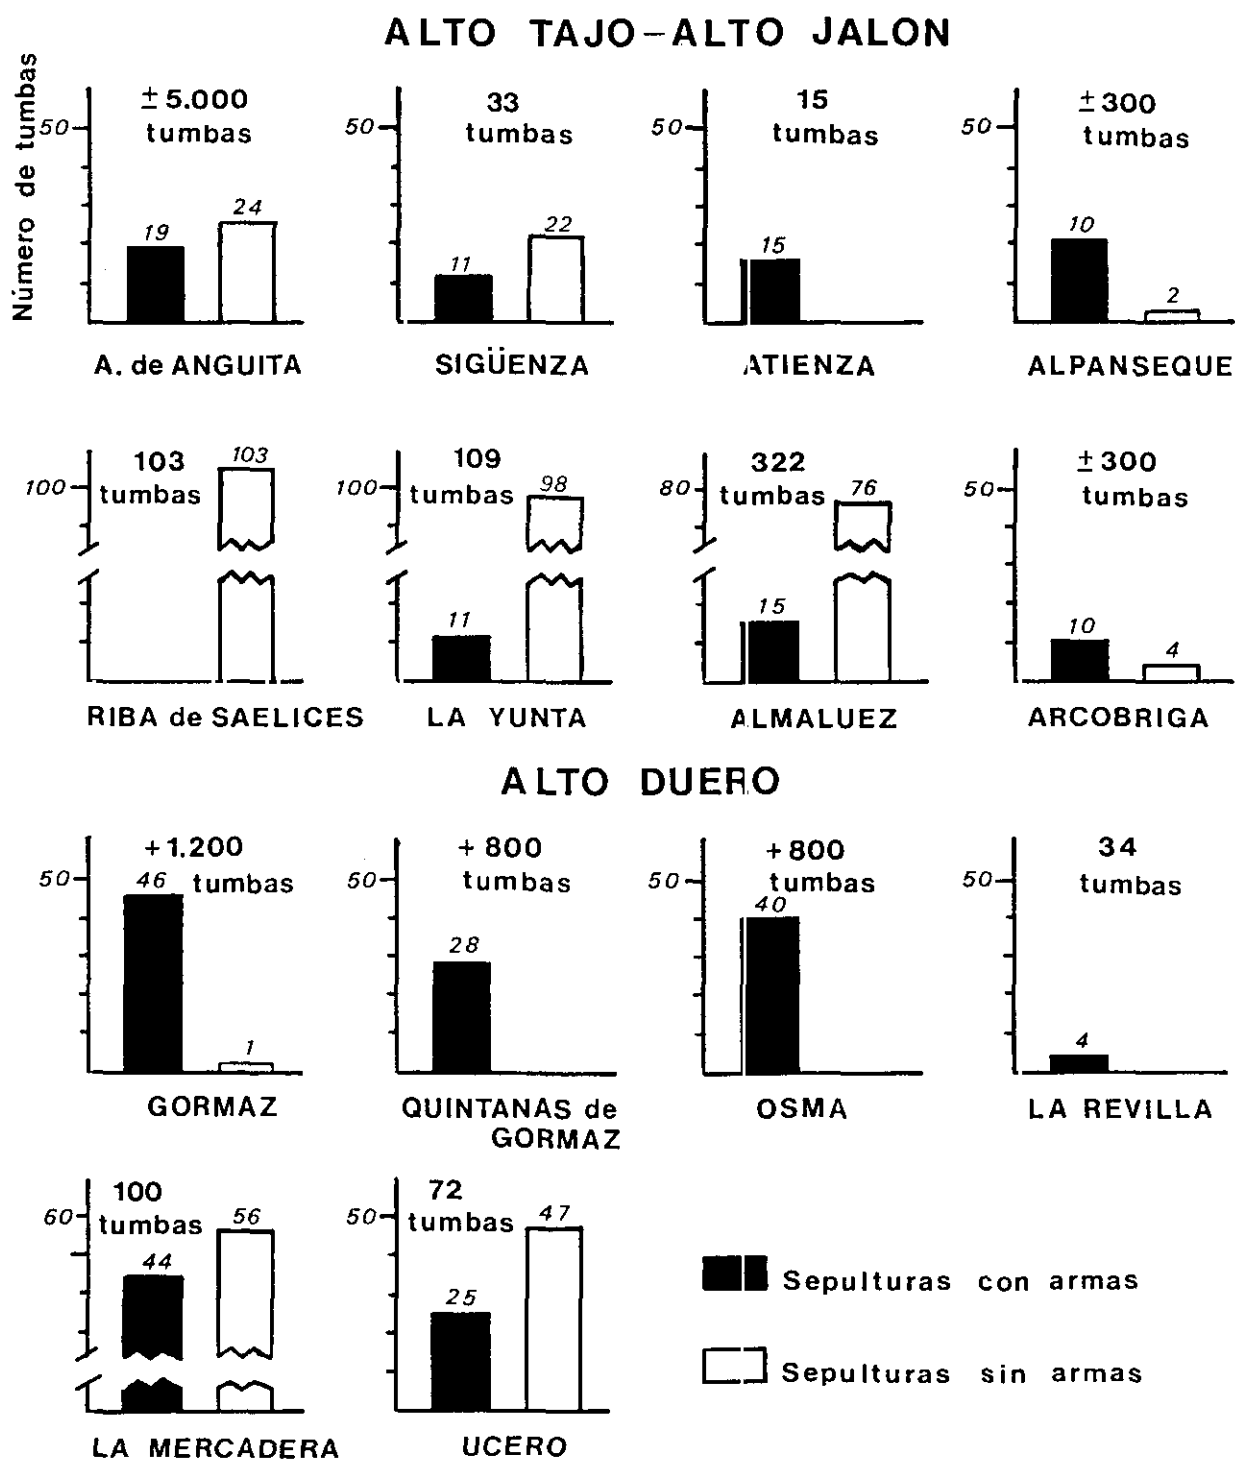 ALTO TAJO-ALTO JALON
Número de tumbas
± 5.000
tumbas
50
19
24
A. de ANGUITA
33
tumbas
50
11
22
SIGÜENZA
15
tumbas
50
15
ATIENZA
± 300
tumbas
50
10
2
ALPANSEQUE
103
tumbas
100
103
RIBA de SAELICES
109
tumbas
100
11
98
LA YUNTA
322
tumbas
80
15
76
ALMALUEZ
± 300
tumbas
50
10
4
ARCOBRIGA
ALTO DUERO
+ 1.200
tumbas
50
46
1
GORMAZ
+ 800
tumbas
50
28
QUINTANAS de
GORMAZ
+ 800
tumbas
50
40
OSMA
34
tumbas
50
4
LA REVILLA
100
tumbas
60
44
56
LA MERCADERA
72
tumbas
50
25
47
UCERO
Sepulturas con armas
Sepulturas sin armas